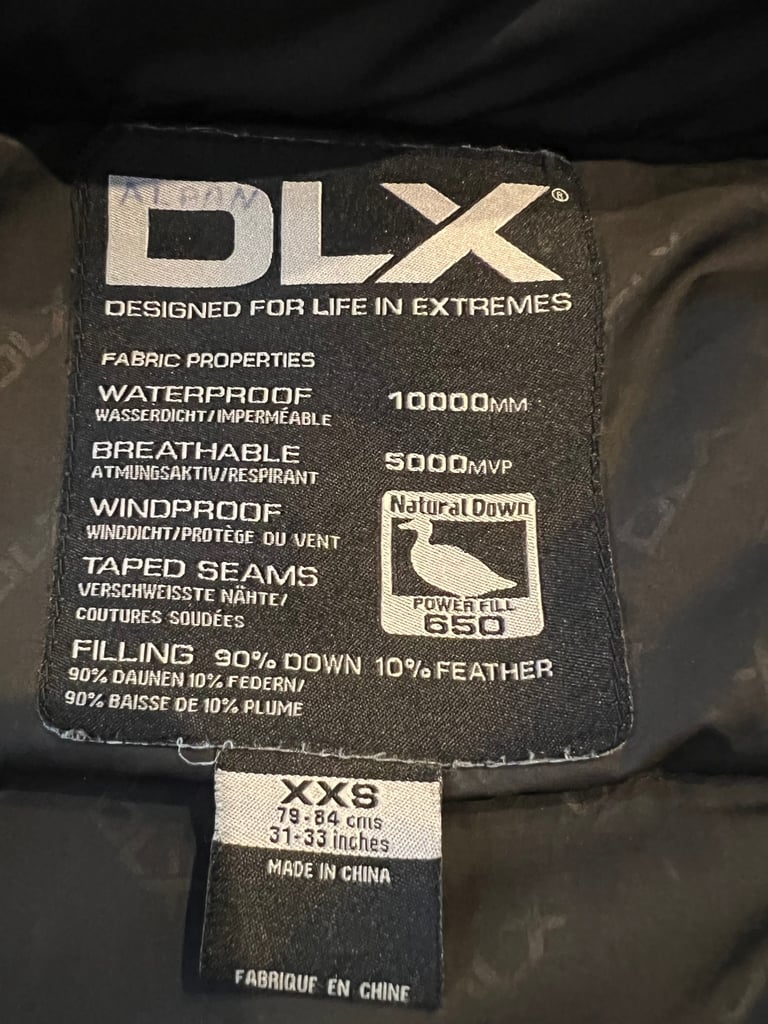 DLX®
DESIGNED FOR LIFE IN EXTREMES
FABRIC PROPERTIES
WATERPROOF 10000MM
WASSERDICHT/IMPERMÉABLE
BREATHABLE 5000MVP
ATMUNGSAKTIV/RESPIRANT
WINDPROOF
WINDDICHT/PROTÈGE DU VENT
TAPED SEAMS
VERSCHWEISSTE NÄHTE/
COUTURES SOUDÉES
Natural Down
POWER FILL
650
FILLING 90% DOWN 10% FEATHER
90% DAUNEN 10% FEDERN/
90% BAISSE DE 10% PLUME
XXS
79-84 cms
31-33 inches
MADE IN CHINA
FABRIQUE EN CHINE